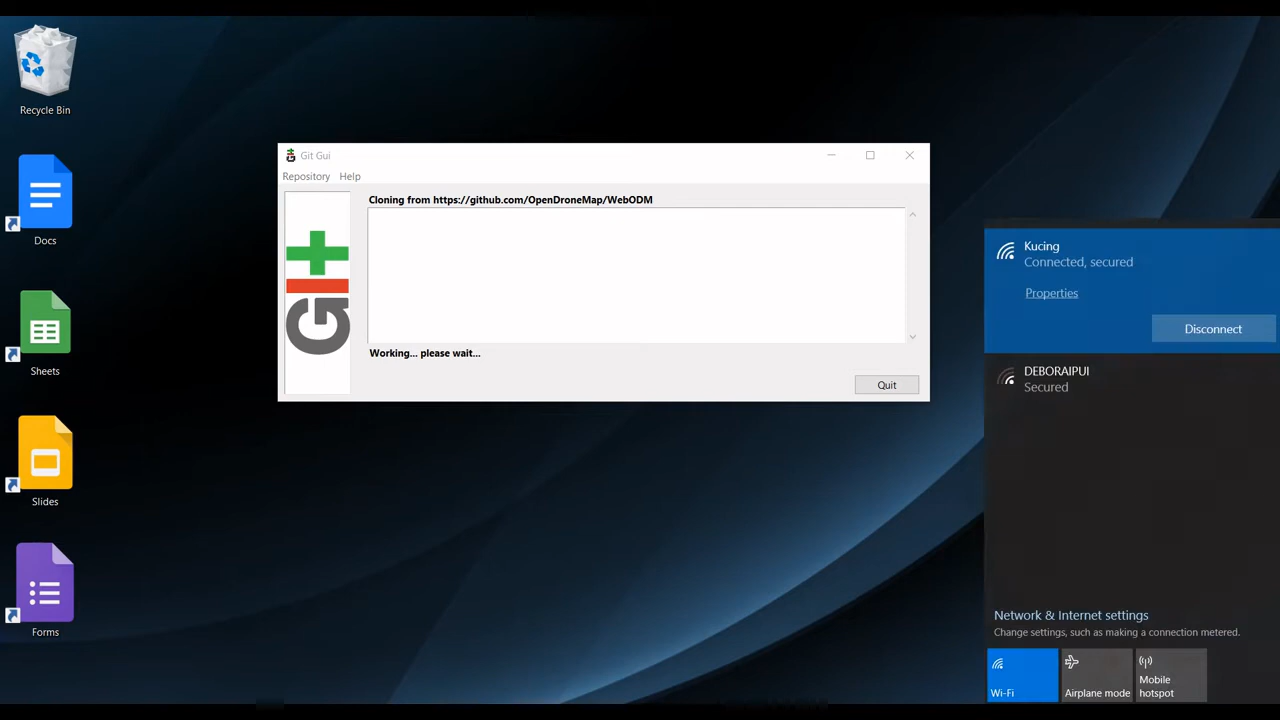 Recycle Bin
Docs
Sheets
Slides
Forms
Git Gui
Repository Help
Cloning from https://github.com/OpenDroneMap/WebODM
Git
Working... please wait...
Quit
Kucing
Connected, secured
Properties
Disconnect
DEBORAIPUI
Secured
Network & Internet settings
Change settings, such as making a connection metered.
Wi-Fi
Airplane mode
Mobile
hotspot